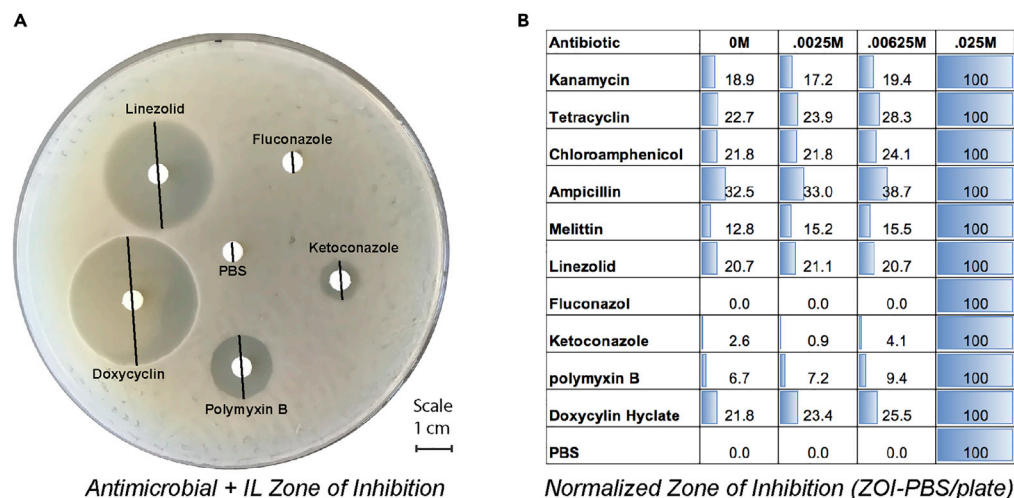 A
Linezolid
Fluconazole
PBS
Ketoconazole
Doxycyclin
Polymyxin B
Scale
1 cm
Antimicrobial + IL Zone of Inhibition
B
Antibiotic 0M .0025M .00625M .025M
Kanamycin 18.9 17.2 19.4 100
Tetracyclin 22.7 23.9 28.3 100
Chloroamphenicol 21.8 21.8 24.1 100
Ampicillin 32.5 33.0 38.7 100
Melittin 12.8 15.2 15.5 100
Linezolid 20.7 21.1 20.7 100
Fluconazol 0.0 0.0 0.0 100
Ketoconazole 2.6 0.9 4.1 100
polymyxin B 6.7 7.2 9.4 100
Doxycylin Hyclate 21.8 23.4 25.5 100
PBS 0.0 0.0 0.0 100
Normalized Zone of Inhibition (ZOI-PBS/plate)